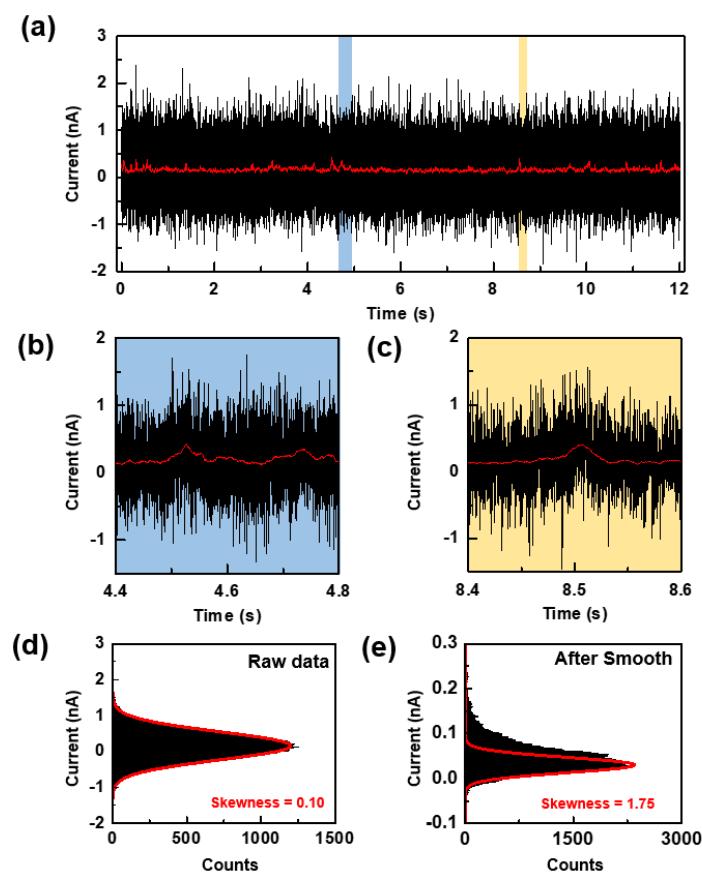 (a)
3
2
1
0
-1
-2
Current (nA)
0 2 4 6 8 10 12
Time (s)
(b)
2
1
0
-1
Current (nA)
4.4 4.6 4.8
Time (s)
(c)
2
1
0
-1
Current (nA)
8.4 8.5 8.6
Time (s)
(d)
Raw data
3
2
1
0
-1
-2
Current (nA)
Skewness = 0.10
0 500 1000 1500
Counts
(e)
After Smooth
0.3
0.2
0.1
0.0
-0.1
Current (nA)
Skewness = 1.75
0 1500 3000
Counts